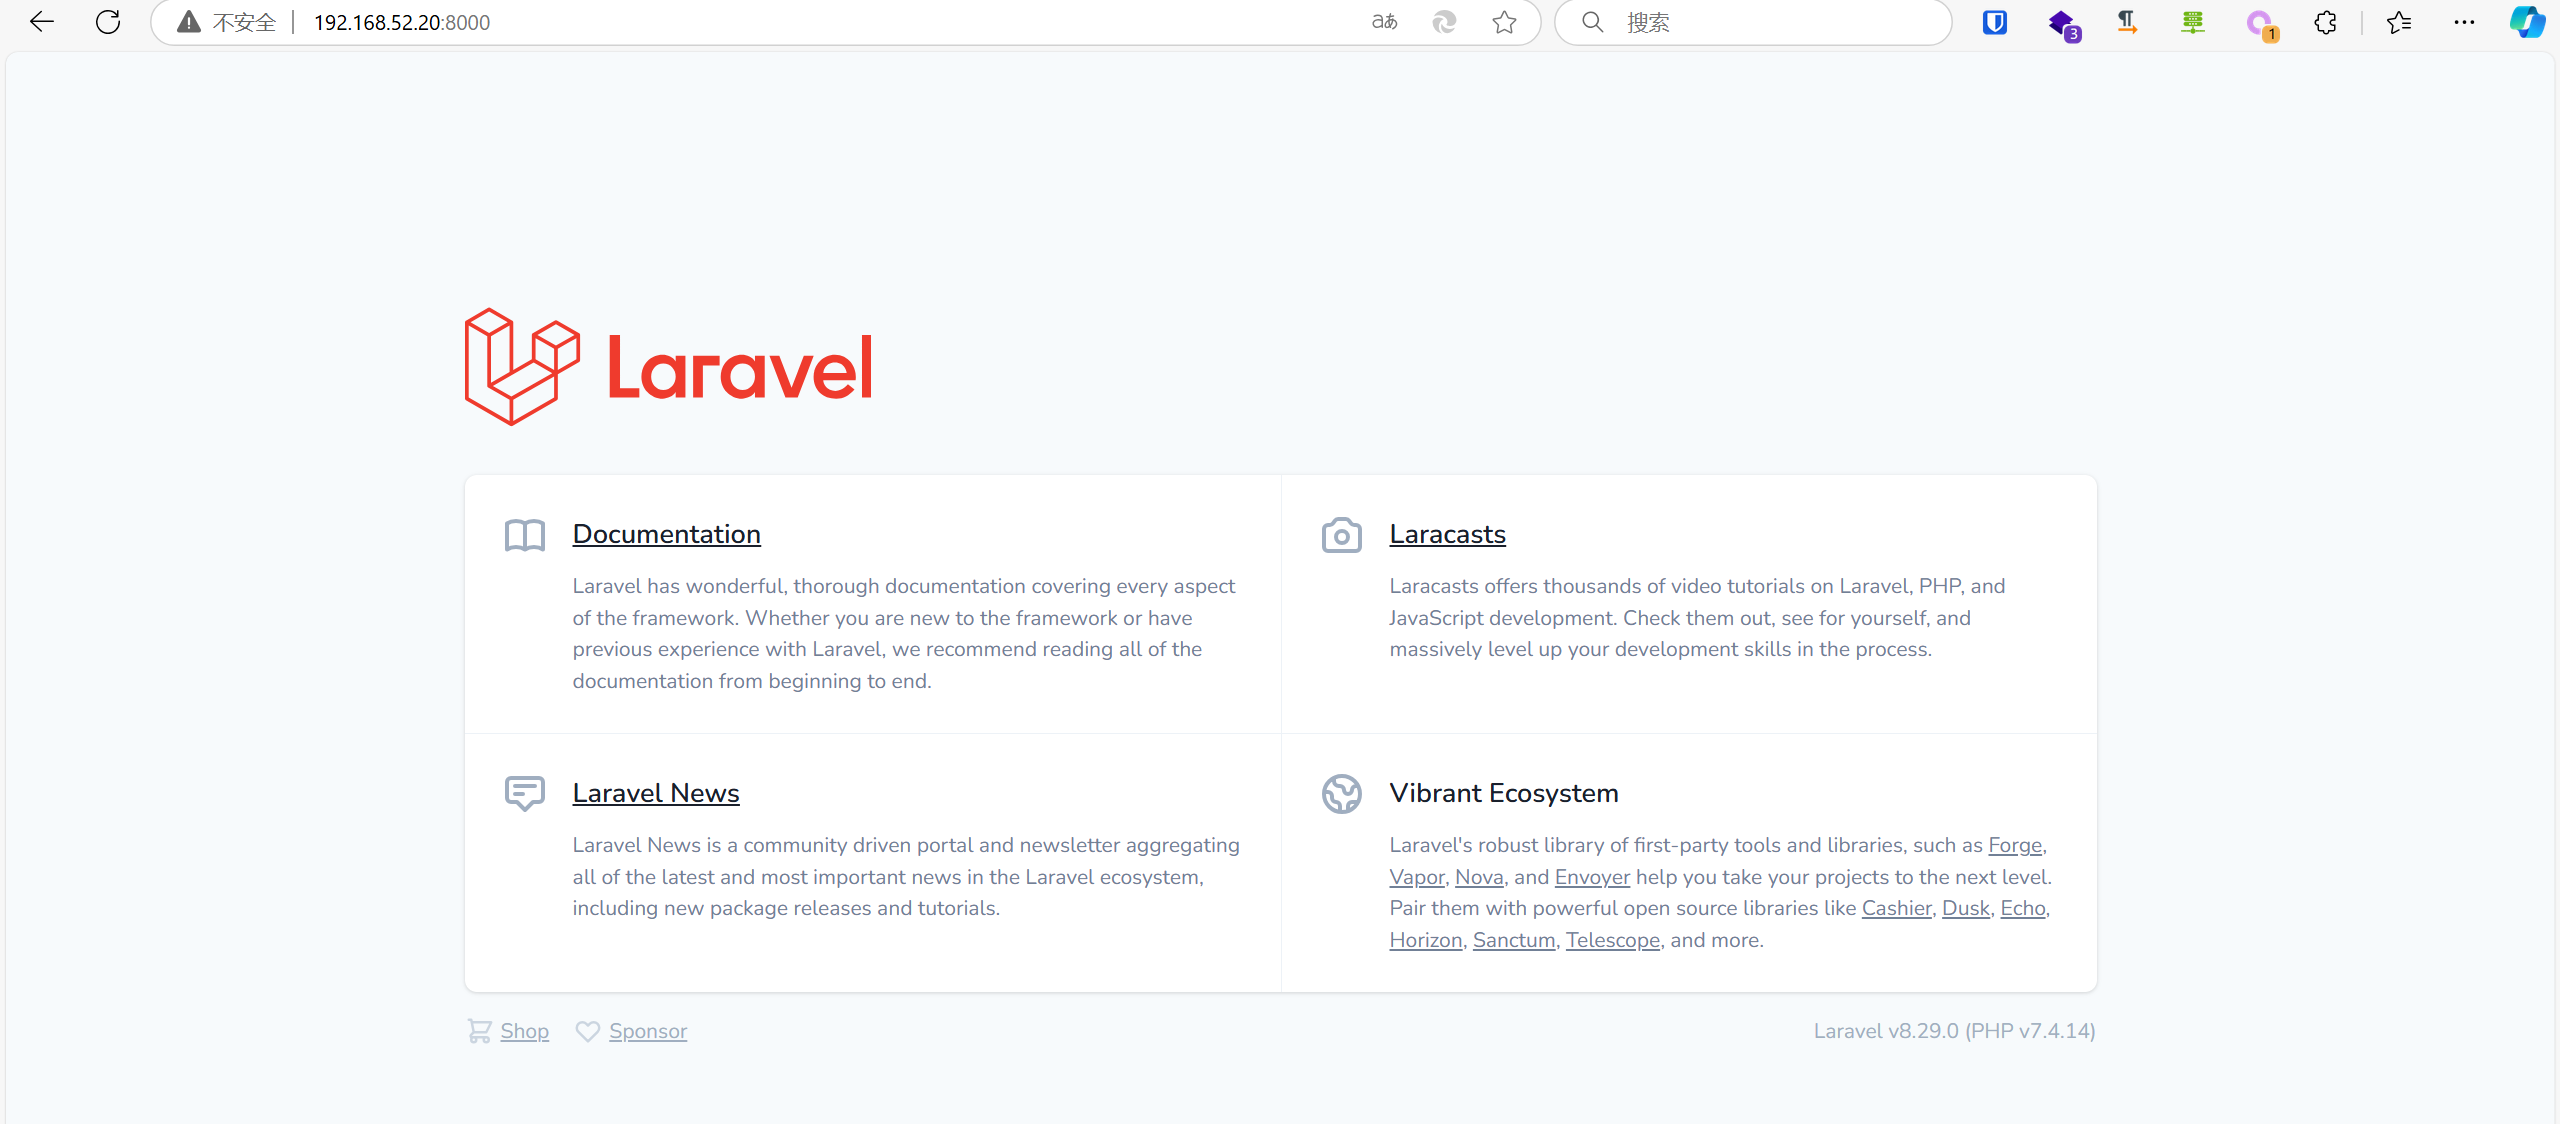 不安全 192.168.52.20:8000 aあ 搜索 3 1
Laravel
Documentation
Laravel has wonderful, thorough documentation covering every aspect
of the framework. Whether you are new to the framework or have
previous experience with Laravel, we recommend reading all of the
documentation from beginning to end.
Laracasts
Laracasts offers thousands of video tutorials on Laravel, PHP, and
JavaScript development. Check them out, see for yourself, and
massively level up your development skills in the process.
Laravel News
Laravel News is a community driven portal and newsletter aggregating
all of the latest and most important news in the Laravel ecosystem,
including new package releases and tutorials.
Vibrant Ecosystem
Laravel's robust library of first-party tools and libraries, such as Forge,
Vapor, Nova, and Envoyer help you take your projects to the next level.
Pair them with powerful open source libraries like Cashier, Dusk, Echo,
Horizon, Sanctum, Telescope, and more.
Shop Sponsor Laravel v8.29.0 (PHP v7.4.14)